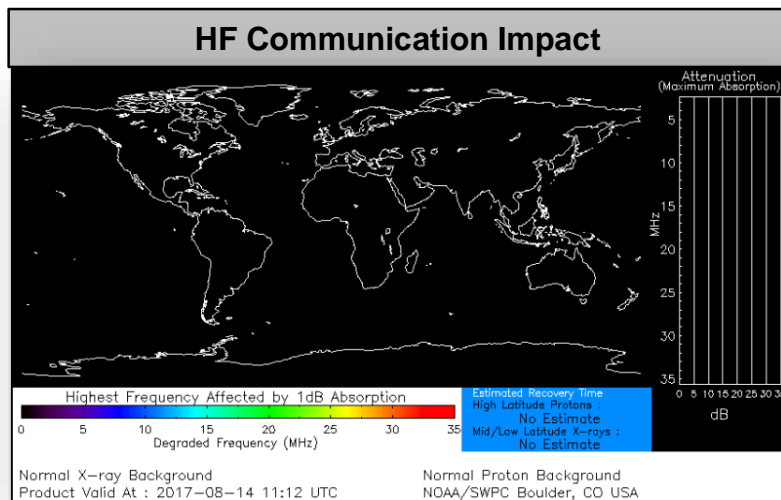 HF Communication Impact
Attenuation
(Maximum Absorption)
5
10
15
20
25
30
35
MHz
0 5 10 15 20 25 30 35
dB
Highest Frequency Affected by 1dB Absorption
0 5 10 15 20 25 30 35
Degraded Frequency (MHz)
Estimated Recovery Time
High Latitude Protons :
No Estimate
Mid/Low Latitude X-rays :
No Estimate
Normal X-ray Background
Normal Proton Background
Product Valid At : 2017-08-14 11:12 UTC
NOAA/SWPC Boulder, CO USA